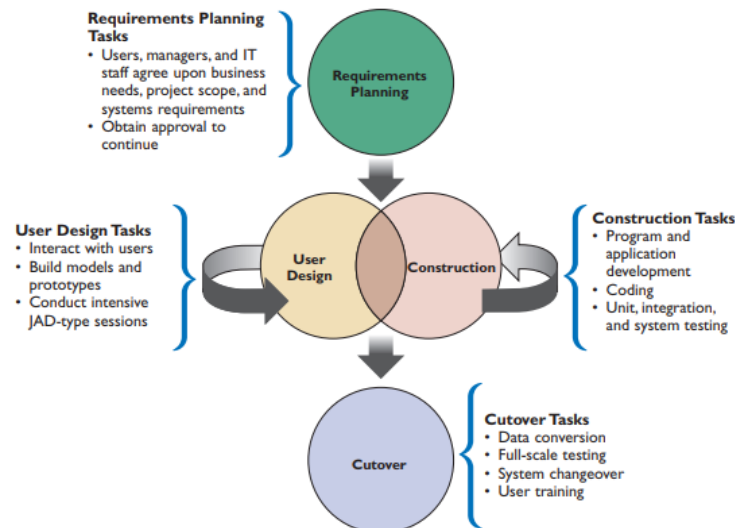 Requirements Planning
Tasks
• Users, managers, and IT
staff agree upon business
needs, project scope, and
systems requirements
• Obtain approval to
continue
Requirements
Planning
User Design Tasks
• Interact with users
• Build models and
prototypes
• Conduct intensive
JAD-type sessions
User
Design
Construction
Construction Tasks
• Program and
application
development
• Coding
• Unit, integration,
and system testing
Cutover
Cutover Tasks
• Data conversion
• Full-scale testing
• System changeover
• User training